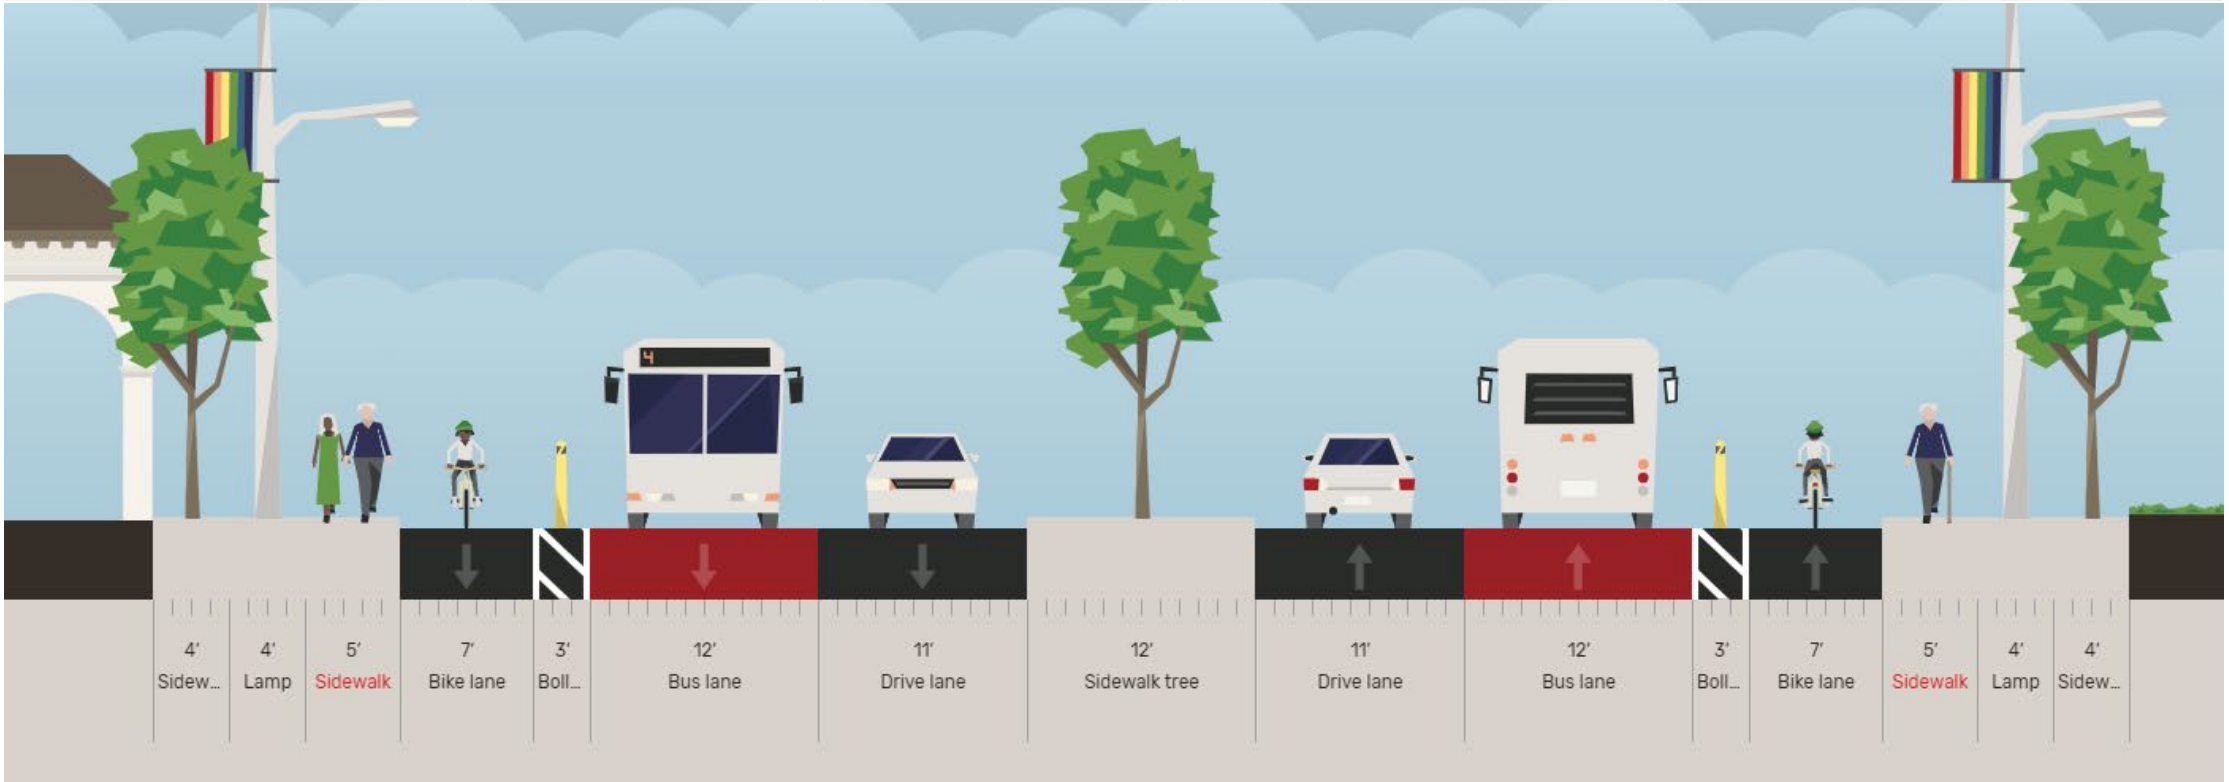 4
4' 4' 5' 7' 3' 12' 11' 12' 11' 12' 3' 7' 5' 4' 4'
Sidew... Lamp Sidewalk Bike lane Boll... Bus lane Drive lane Sidewalk tree Drive lane Bus lane Boll... Bike lane Sidewalk Lamp Sidew...